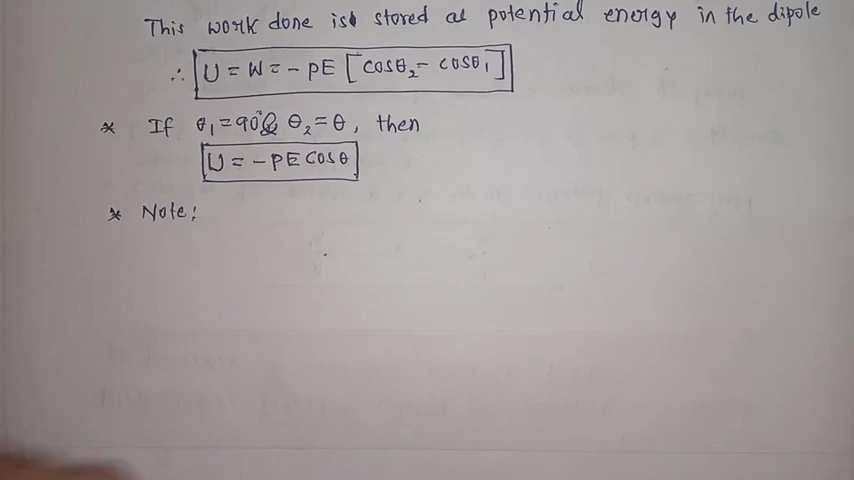 This work done is stored as potential energy in the dipole
∴ U = W = - PE [cosθ₂ - cosθ₁]
* If θ₁ = 90° & θ₂ = θ, then
U = - PE cosθ
* Note: